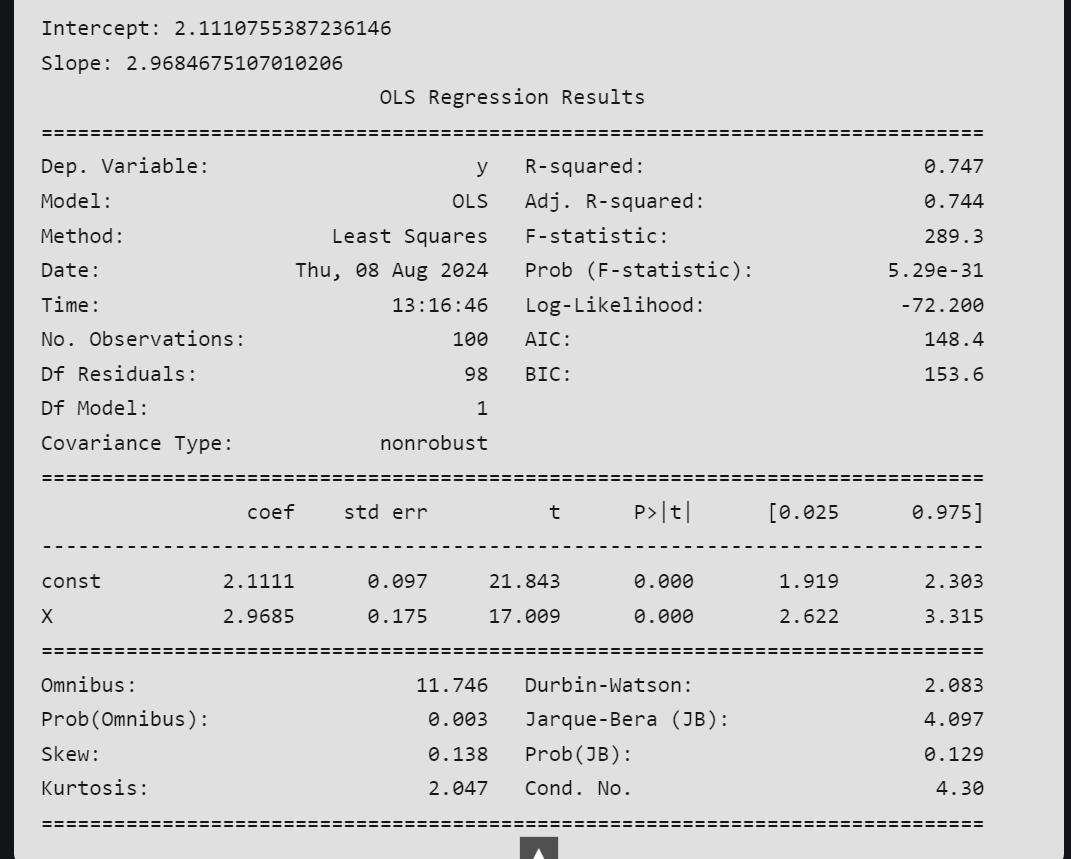 Intercept: 2.1110755387236146
Slope: 2.9684675107010206
                            OLS Regression Results
==============================================================================
Dep. Variable:                      y   R-squared:                       0.747
Model:                            OLS   Adj. R-squared:                  0.744
Method:                 Least Squares   F-statistic:                     289.3
Date:                Thu, 08 Aug 2024   Prob (F-statistic):           5.29e-31
Time:                        13:16:46   Log-Likelihood:                -72.200
No. Observations:                 100   AIC:                             148.4
Df Residuals:                      98   BIC:                             153.6
Df Model:                           1
Covariance Type:            nonrobust
==============================================================================
                 coef    std err          t      P>|t|      [0.025      0.975]
------------------------------------------------------------------------------
const          2.1111      0.097     21.843      0.000       1.919       2.303
X              2.9685      0.175     17.009      0.000       2.622       3.315
==============================================================================
Omnibus:                       11.746   Durbin-Watson:                   2.083
Prob(Omnibus):                  0.003   Jarque-Bera (JB):                4.097
Skew:                           0.138   Prob(JB):                        0.129
Kurtosis:                       2.047   Cond. No.                         4.30
==============================================================================